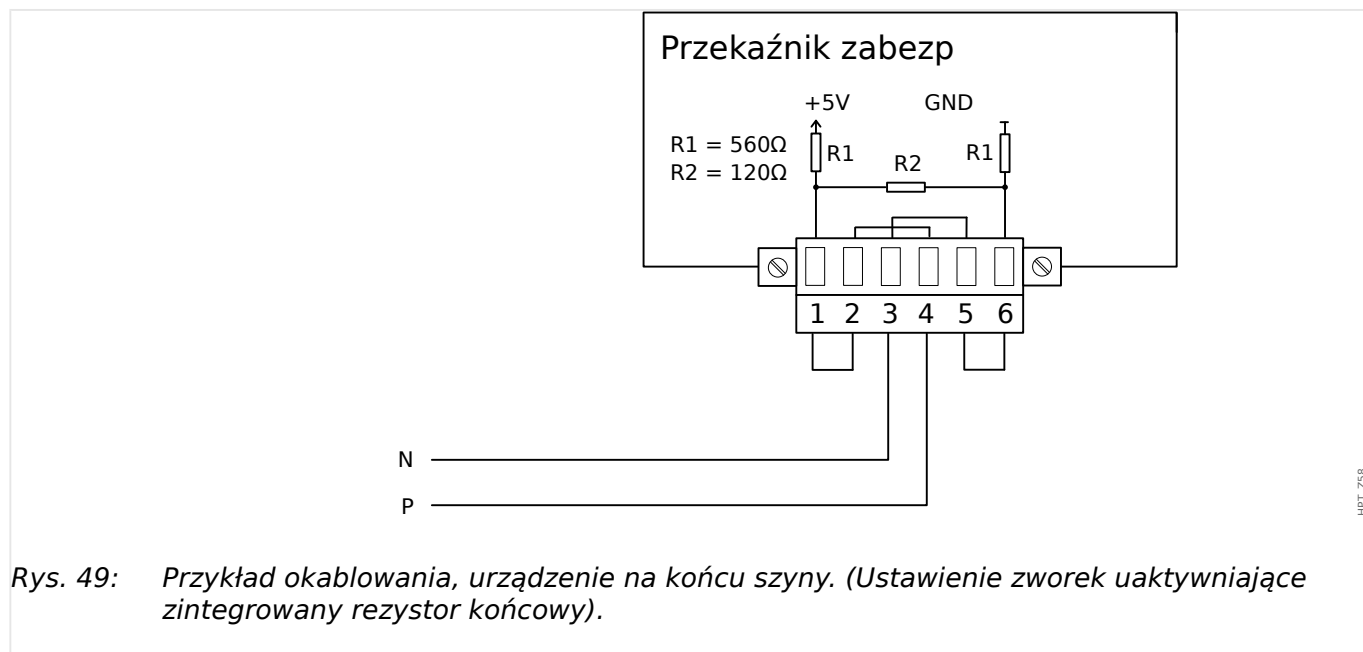 Przekaźnik zabezp
+5V GND
R1 = 560Ω
R2 = 120Ω
R1 R2 R1
1 2 3 4 5 6
N
P
Rys. 49: Przykład okablowania, urządzenie na końcu szyny. (Ustawienie zworek uaktywniające
zintegrowany rezystor końcowy).